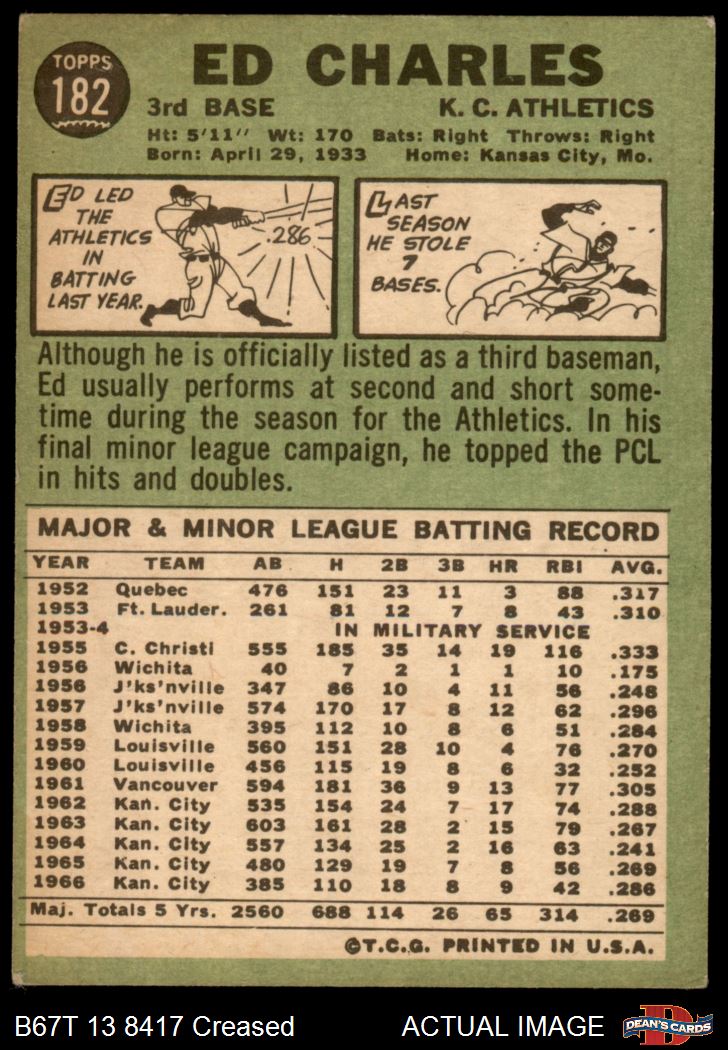 TOPPS
182
ED CHARLES
3rd BASE K. C. ATHLETICS
Ht: 5'11" Wt: 170 Bats: Right Throws: Right
Born: April 29, 1933 Home: Kansas City, Mo.
ED LED
THE
ATHLETICS
IN
BATTING
LAST YEAR.
.286
LAST
SEASON
HE STOLE
7
BASES.
Although he is officially listed as a third baseman,
Ed usually performs at second and short some-
time during the season for the Athletics. In his
final minor league campaign, he topped the PCL
in hits and doubles.
MAJOR & MINOR LEAGUE BATTING RECORD
YEAR TEAM AB H 2B 3B HR RBI AVG.
1952 Quebec 476 151 23 11 3 88 .317
1953 Ft. Lauder. 261 81 12 7 8 43 .310
1953-4 IN MILITARY SERVICE
1955 C. Christi 555 185 35 14 19 116 .333
1956 Wichita 40 7 2 1 1 10 .175
1956 J'ks'nville 347 86 10 4 11 56 .248
1957 J'ks'nville 574 170 17 8 12 62 .296
1958 Wichita 395 112 10 8 6 51 .284
1959 Louisville 560 151 28 10 4 76 .270
1960 Louisville 456 115 19 8 6 32 .252
1961 Vancouver 594 181 36 9 13 77 .305
1962 Kan. City 535 154 24 7 17 74 .288
1963 Kan. City 603 161 28 2 15 79 .267
1964 Kan. City 557 134 25 2 16 63 .241
1965 Kan. City 480 129 19 7 8 56 .269
1966 Kan. City 385 110 18 8 9 42 .286
Maj. Totals 5 Yrs. 2560 688 114 26 65 314 .269
©T.C.G. PRINTED IN U.S.A.
B67T 13 8417 Creased ACTUAL IMAGE
D
DEAN'S CARDS